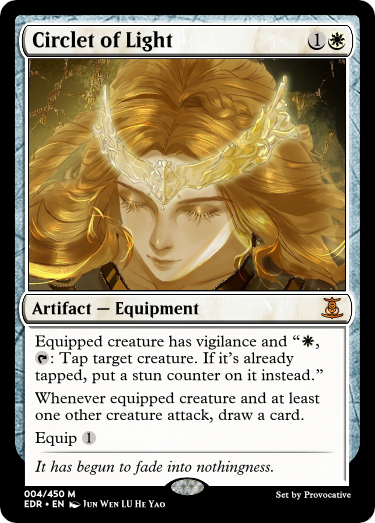 Circlet of Light 1
Artifact — Equipment
Equipped creature has vigilance and “
: Tap target creature. If it’s already
tapped, put a stun counter on it instead.”
Whenever equipped creature and at least
one other creature attack, draw a card.
Equip 1
It has begun to fade into nothingness.
004/450 M
EDR • EN Jun Wen LU He Yao
Set by Provocative